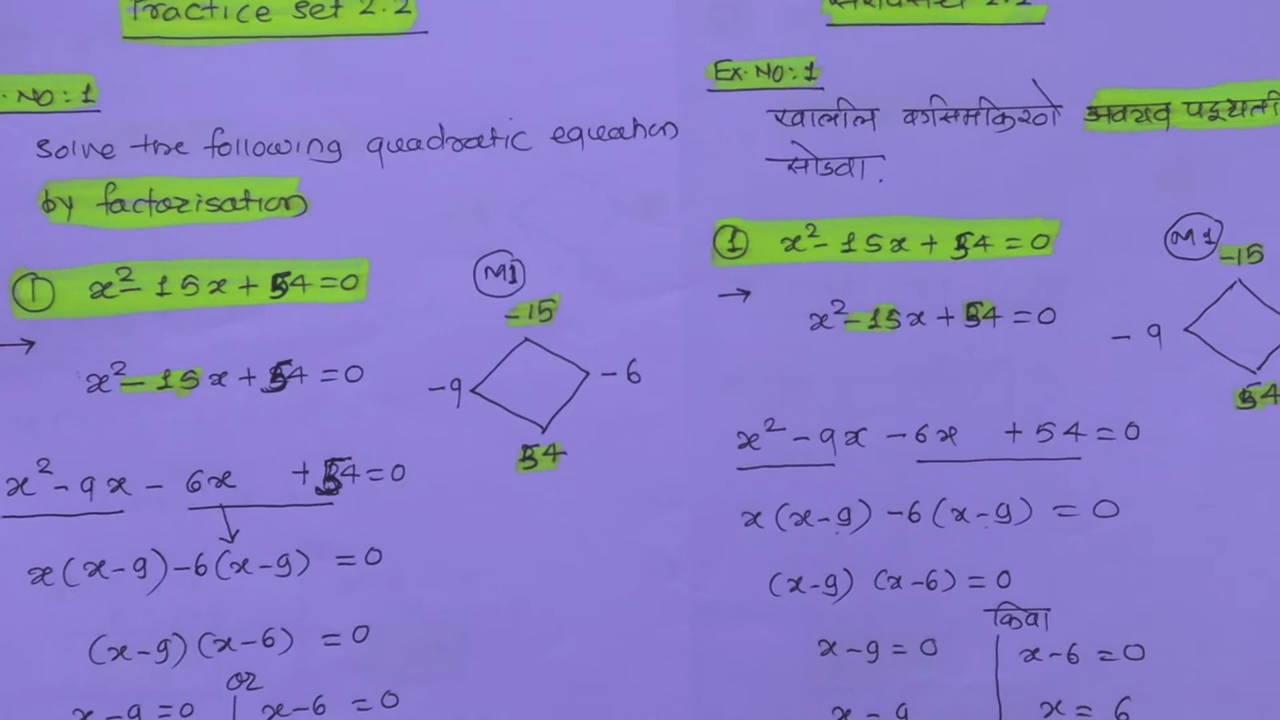 Practice set 2.2
. NO: 1
Solve the following quadratic equation
by factorisation
① x² - 15x + 54 = 0
M1
-15
→
x² - 15x + 54 = 0
-9
-6
54
x² - 9x - 6x + 54 = 0
x(x-9) - 6(x-9) = 0
(x-9)(x-6) = 0
or
x-9 = 0 | x-6 = 0
2.2
Ex. NO: 1
खालील वर्गसमीकरणे अवयव पद्धती
सोडवा.
① x² - 15x + 54 = 0
M1
-15
→
x² - 15x + 54 = 0
-9
54
x² - 9x - 6x + 54 = 0
x(x-9) - 6(x-9) = 0
(x-9) (x-6) = 0
किंवा
x-9 = 0 | x-6 = 0
x = 9 | x = 6